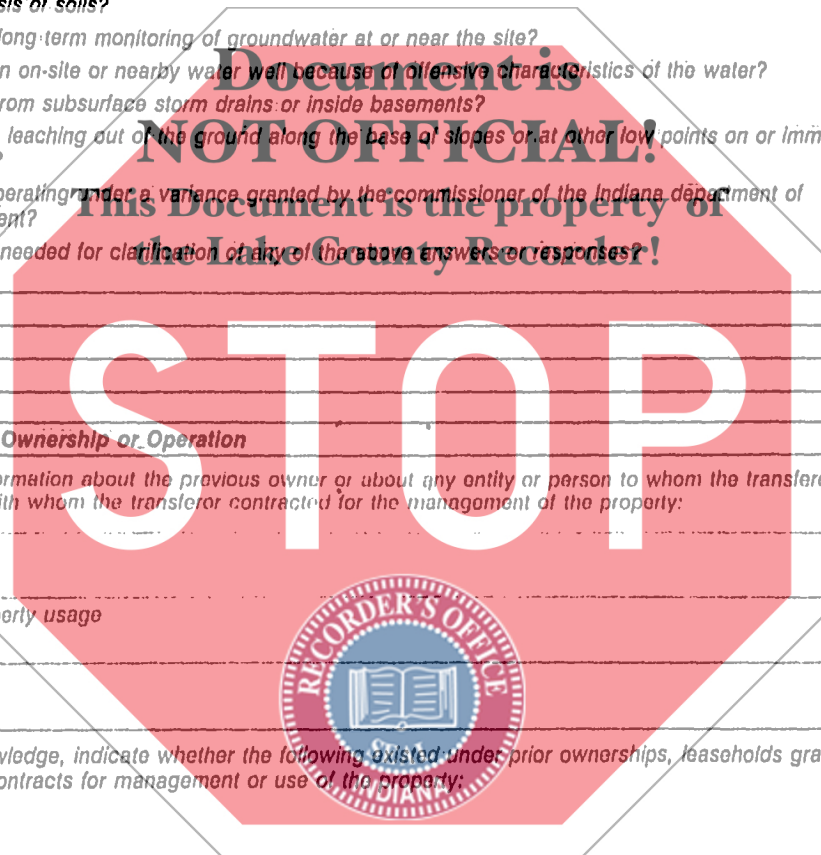 sis of soils?
long term monitoring of groundwater at or near the site?
n on-site or nearby water well because of offensive characteristics of the water?
rom subsurface storm drains or inside basements?
leaching out of the ground along the base of slopes or at other low points on or imm
perating under a variance granted by the commissioner of the Indiana department of
ent?
needed for clarification of any of the above answers or responses?
Document is
NOT OFFICIAL!
This Document is the property of
the Lake County Recorder!
STOP
Ownership or Operation
ormation about the previous owner or about any entity or person to whom the transfero
ith whom the transferor contracted for the management of the property:
erty usage
RECORDER'S OFFICE
SEAL
INDIANA
wledge, indicate whether the following existed under prior ownerships, leaseholds gra
ontracts for management or use of the property: